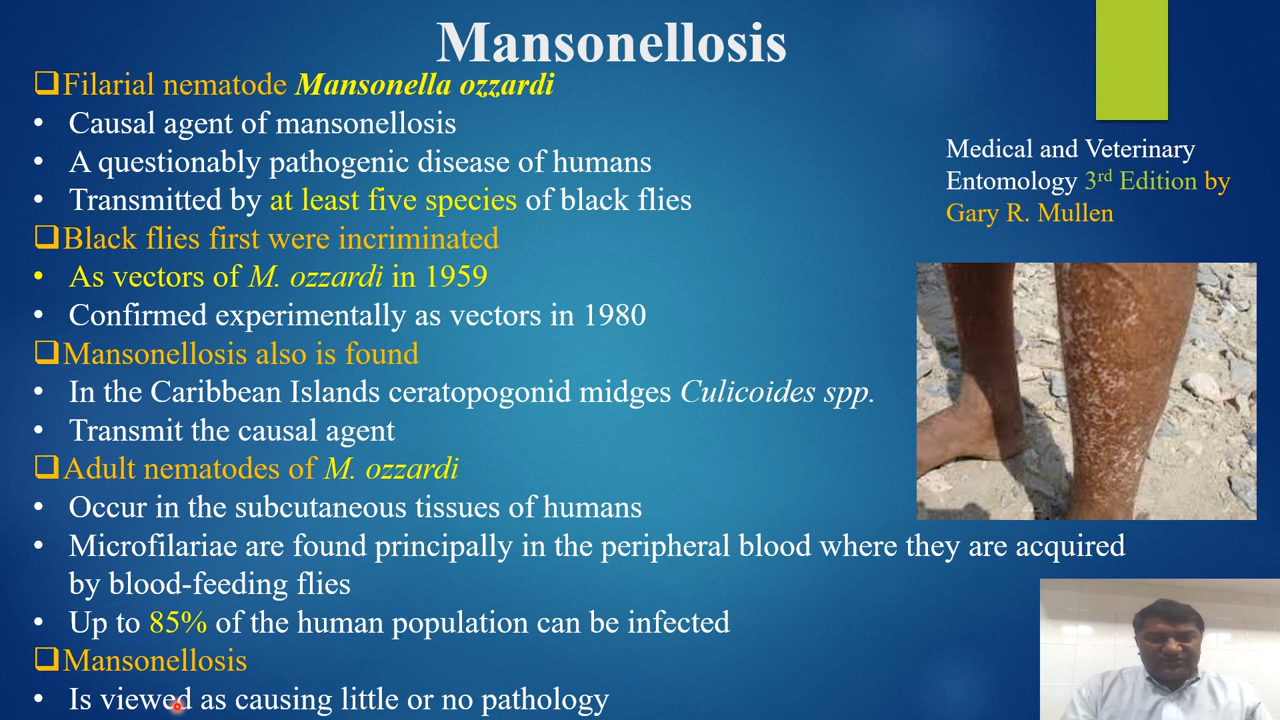 Mansonellosis
Filarial nematode Mansonella ozzardi
• Causal agent of mansonellosis
• A questionably pathogenic disease of humans
• Transmitted by at least five species of black flies
Black flies first were incriminated
• As vectors of M. ozzardi in 1959
• Confirmed experimentally as vectors in 1980
Mansonellosis also is found
• In the Caribbean Islands ceratopogonid midges Culicoides spp.
• Transmit the causal agent
Adult nematodes of M. ozzardi
• Occur in the subcutaneous tissues of humans
• Microfilariae are found principally in the peripheral blood where they are acquired
by blood-feeding flies
• Up to 85% of the human population can be infected
Mansonellosis
• Is viewed as causing little or no pathology
Medical and Veterinary
Entomology 3rd Edition by
Gary R. Mullen